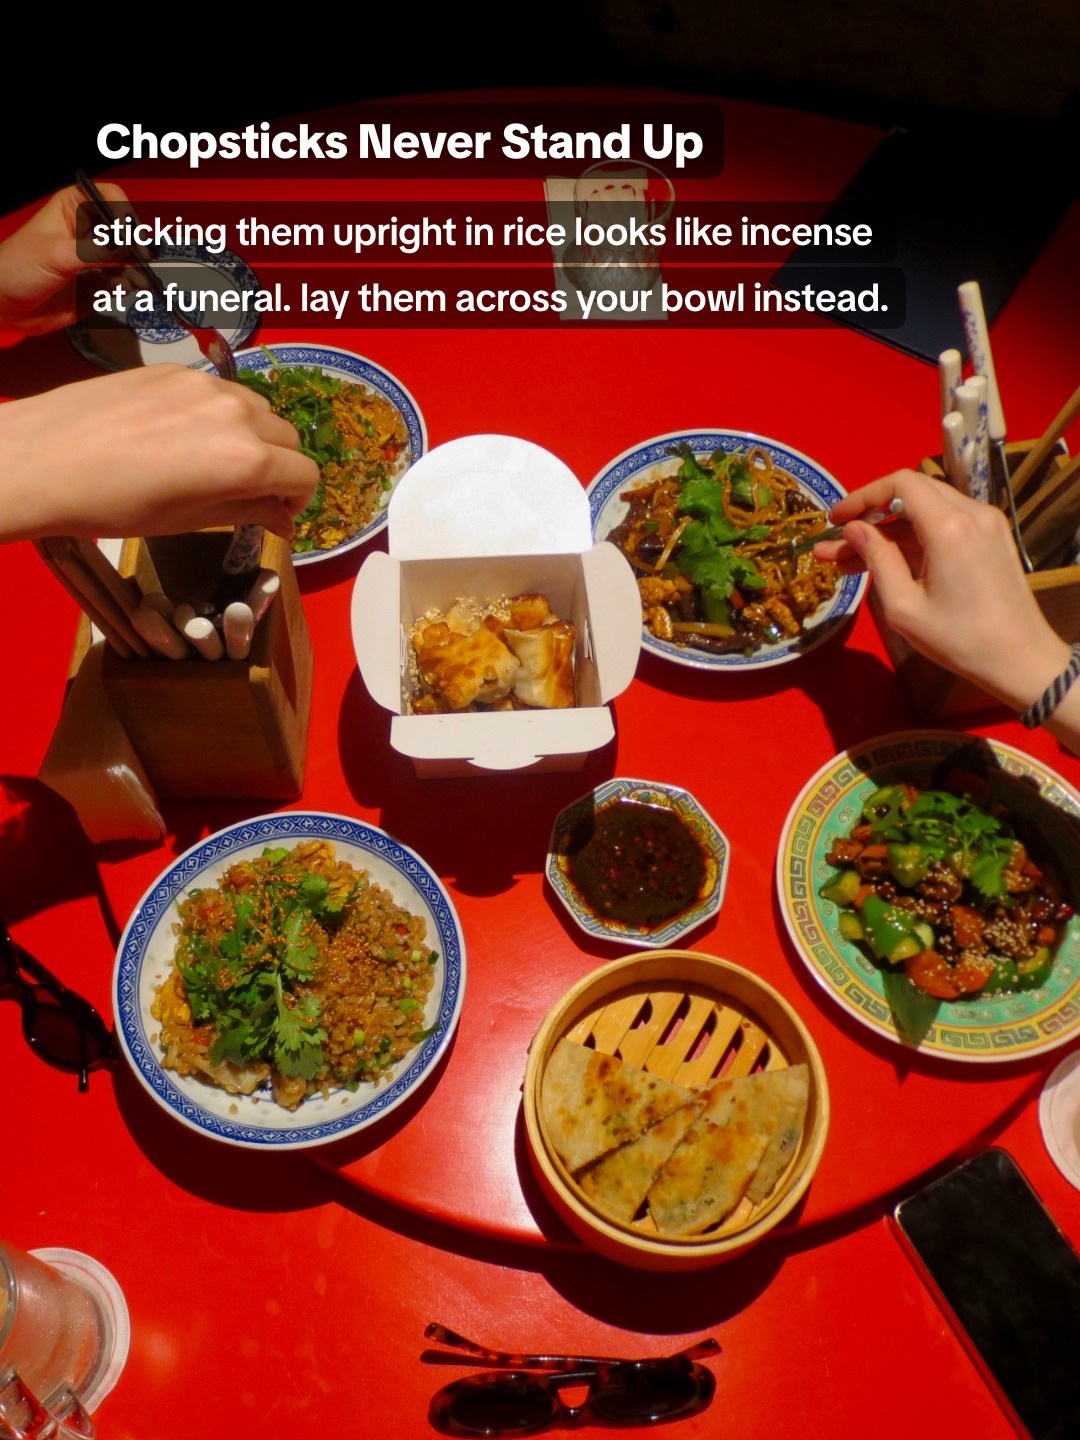 Chopsticks Never Stand Up
sticking them upright in rice looks like incense
at a funeral. lay them across your bowl instead.